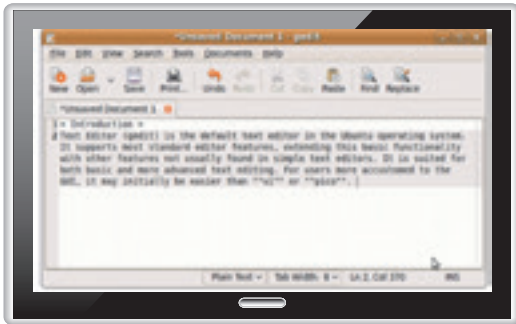 *Unsaved Document 1 - gedit
File Edit View Search Tools Documents Help
New Open Save Print... Undo Redo Cut Copy Paste Find Replace
*Unsaved Document 1
1 = Introduction =
2 Text Editor (gedit) is the default text editor in the Ubuntu operating system.
It supports most standard editor features, extending this basic functionality
with other features not usually found in simple text editors. It is suited for
both basic and more advanced text editing. For users more accustomed to the
GUI, it may initially be easier than ''vi'' or ''pico''.
Plain Text Tab Width: 8 Ln 2, Col 370 INS